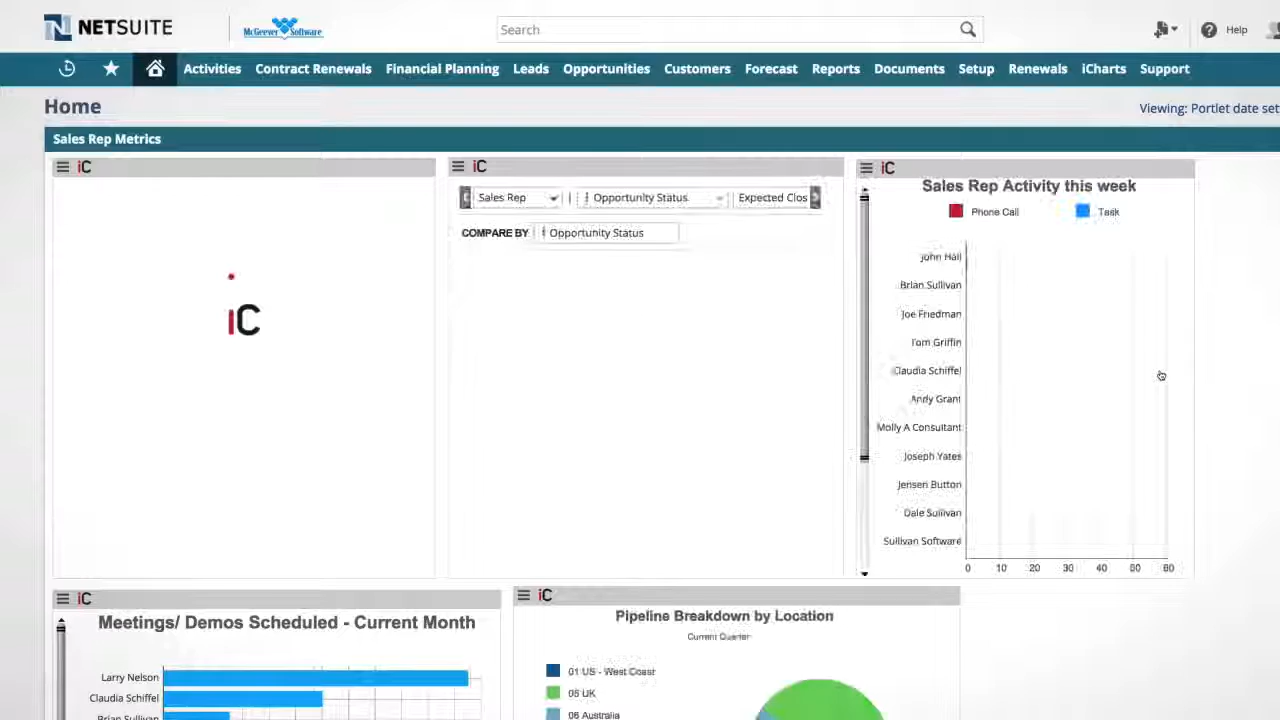 NETSUITE
McGeever Software
Search
Help
Activities Contract Renewals Financial Planning Leads Opportunities Customers Forecast Reports Documents Setup Renewals iCharts Support
Home
Viewing: Portlet date set
Sales Rep Metrics
iC
iC
iC
Sales Rep
Opportunity Status
Expected Clos
COMPARE BY
Opportunity Status
iC
Sales Rep Activity this week
Phone Call
Task
John Hall
Brian Sullivan
Joe Friedman
Tom Griffin
Claudia Schiffel
Andy Grant
Molly A Consultant
Joseph Yates
Jensen Button
Dale Sullivan
Sullivan Software
0 10 20 30 40 50 60
iC
Meetings/ Demos Scheduled - Current Month
Larry Nelson
Claudia Schiffel
Brian Sullivan
iC
Pipeline Breakdown by Location
Current Quarter
01 US - West Coast
05 UK
06 Australia